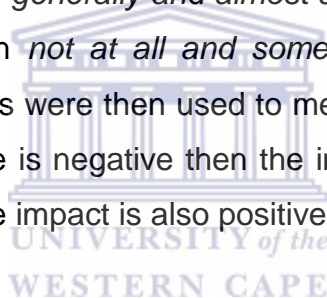 generally and almost
n not at all and some
s were then used to me
e is negative then the i
e impact is also positive
UNIVERSITY of the
WESTERN CAPE